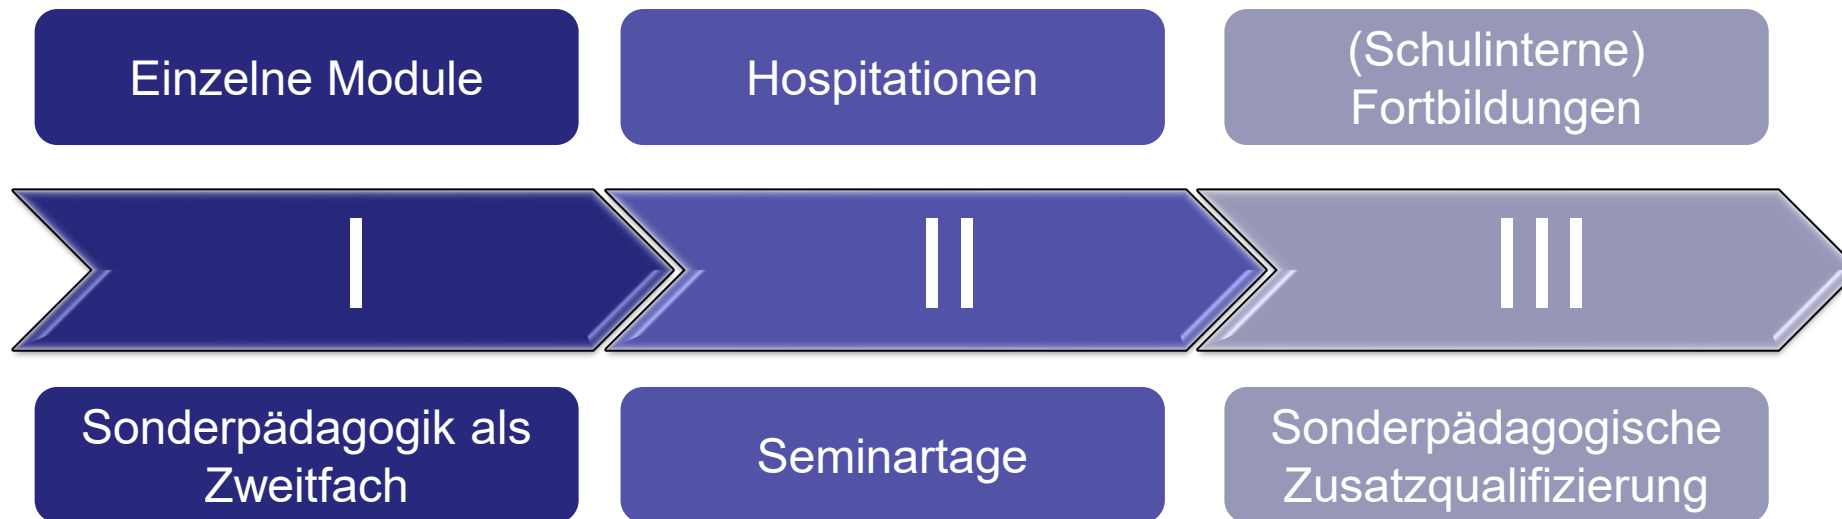 Einzelne Module
Hospitationen
(Schulinterne)
Fortbildungen
I
II
III
Sonderpädagogik als
Zweitfach
Seminartage
Sonderpädagogische
Zusatzqualifizierung